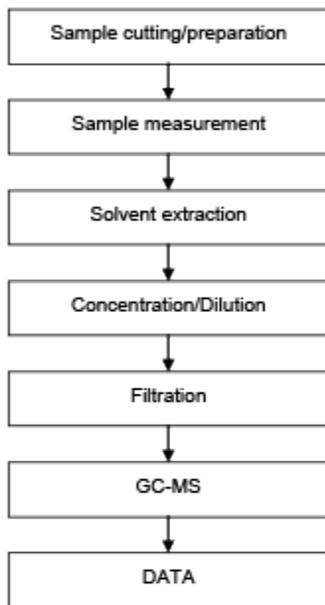 Sample cutting/preparation
Sample measurement
Solvent extraction
Concentration/Dilution
Filtration
GC-MS
DATA